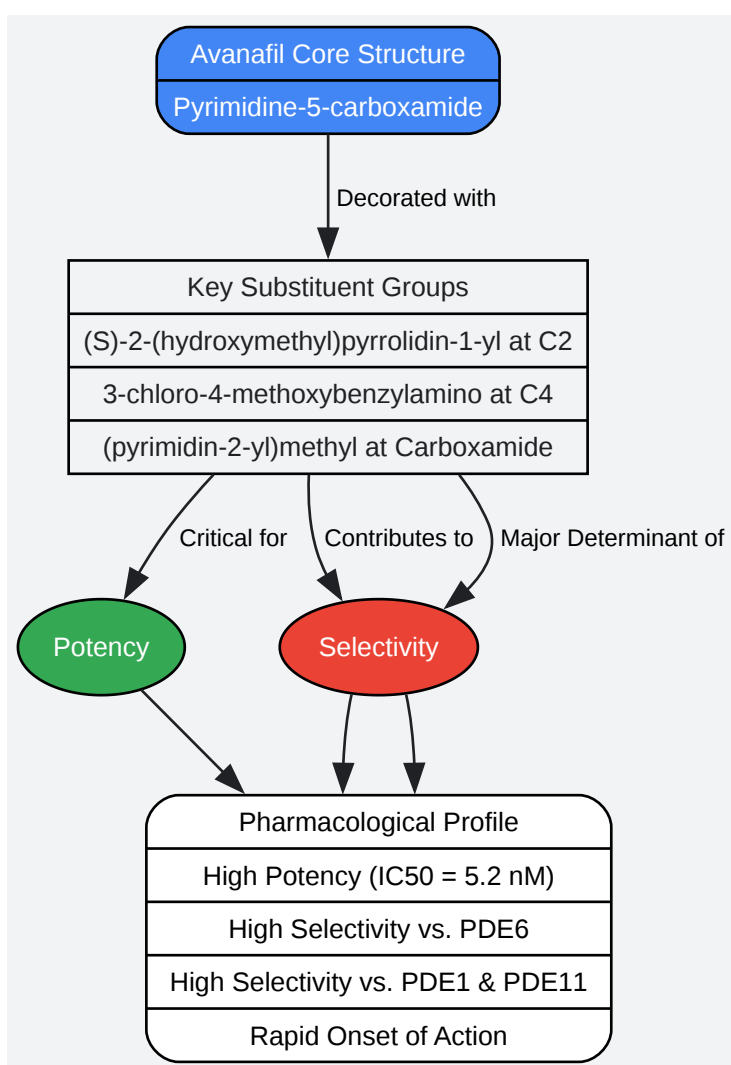 Avanafil Core Structure
Pyrimidine-5-carboxamide
Decorated with
Key Substituent Groups
(S)-2-(hydroxymethyl)pyrrolidin-1-yl at C2
3-chloro-4-methoxybenzylamino at C4
(pyrimidin-2-yl)methyl at Carboxamide
Critical for
Contributes to
Major Determinant of
Potency
Selectivity
Pharmacological Profile
High Potency (IC50 = 5.2 nM)
High Selectivity vs. PDE6
High Selectivity vs. PDE1 & PDE11
Rapid Onset of Action